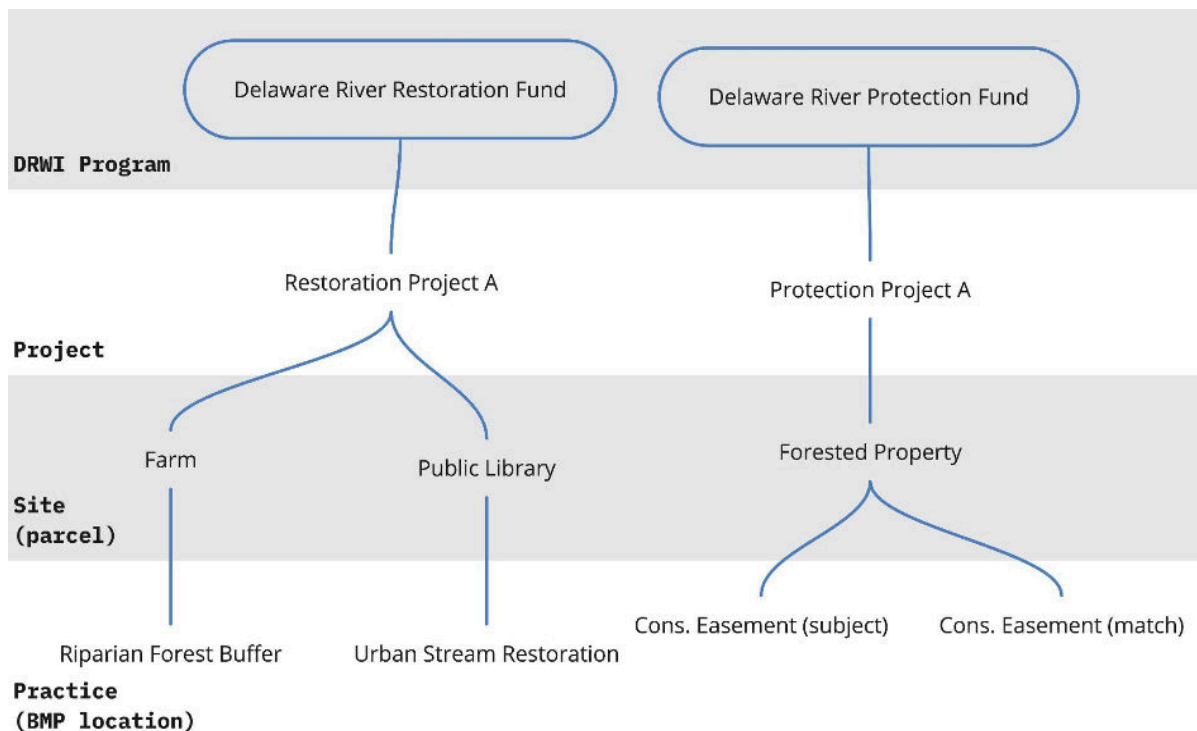 Delaware River Restoration Fund
Delaware River Protection Fund
DRWI Program
Restoration Project A
Protection Project A
Project
Farm
Public Library
Forested Property
Site
(parcel)
Riparian Forest Buffer
Urban Stream Restoration
Cons. Easement (subject)
Cons. Easement (match)
Practice
(BMP location)